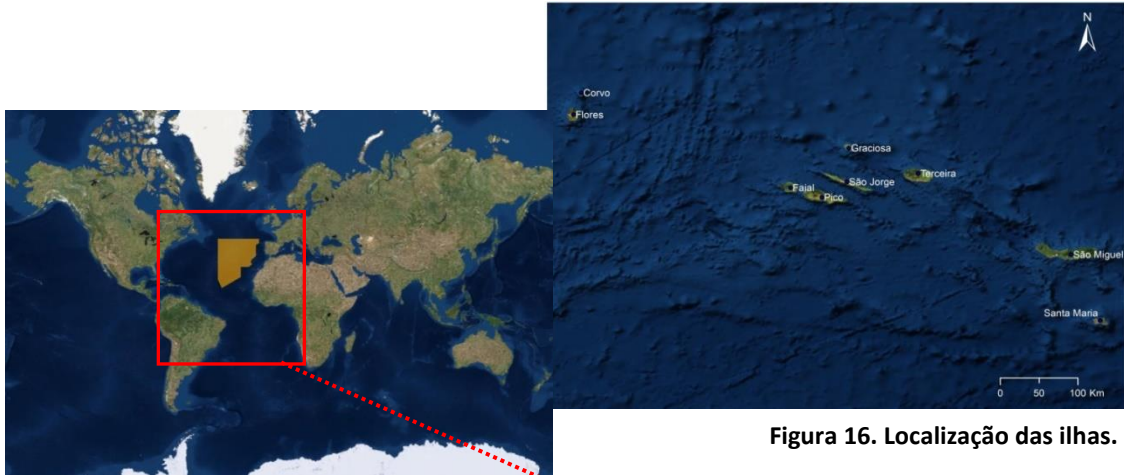 N
Corvo
Flores
Graciosa
Terceira
São Jorge
Faial
Pico
São Miguel
Santa Maria
0 50 100 Km
Figura 16. Localização das ilhas.